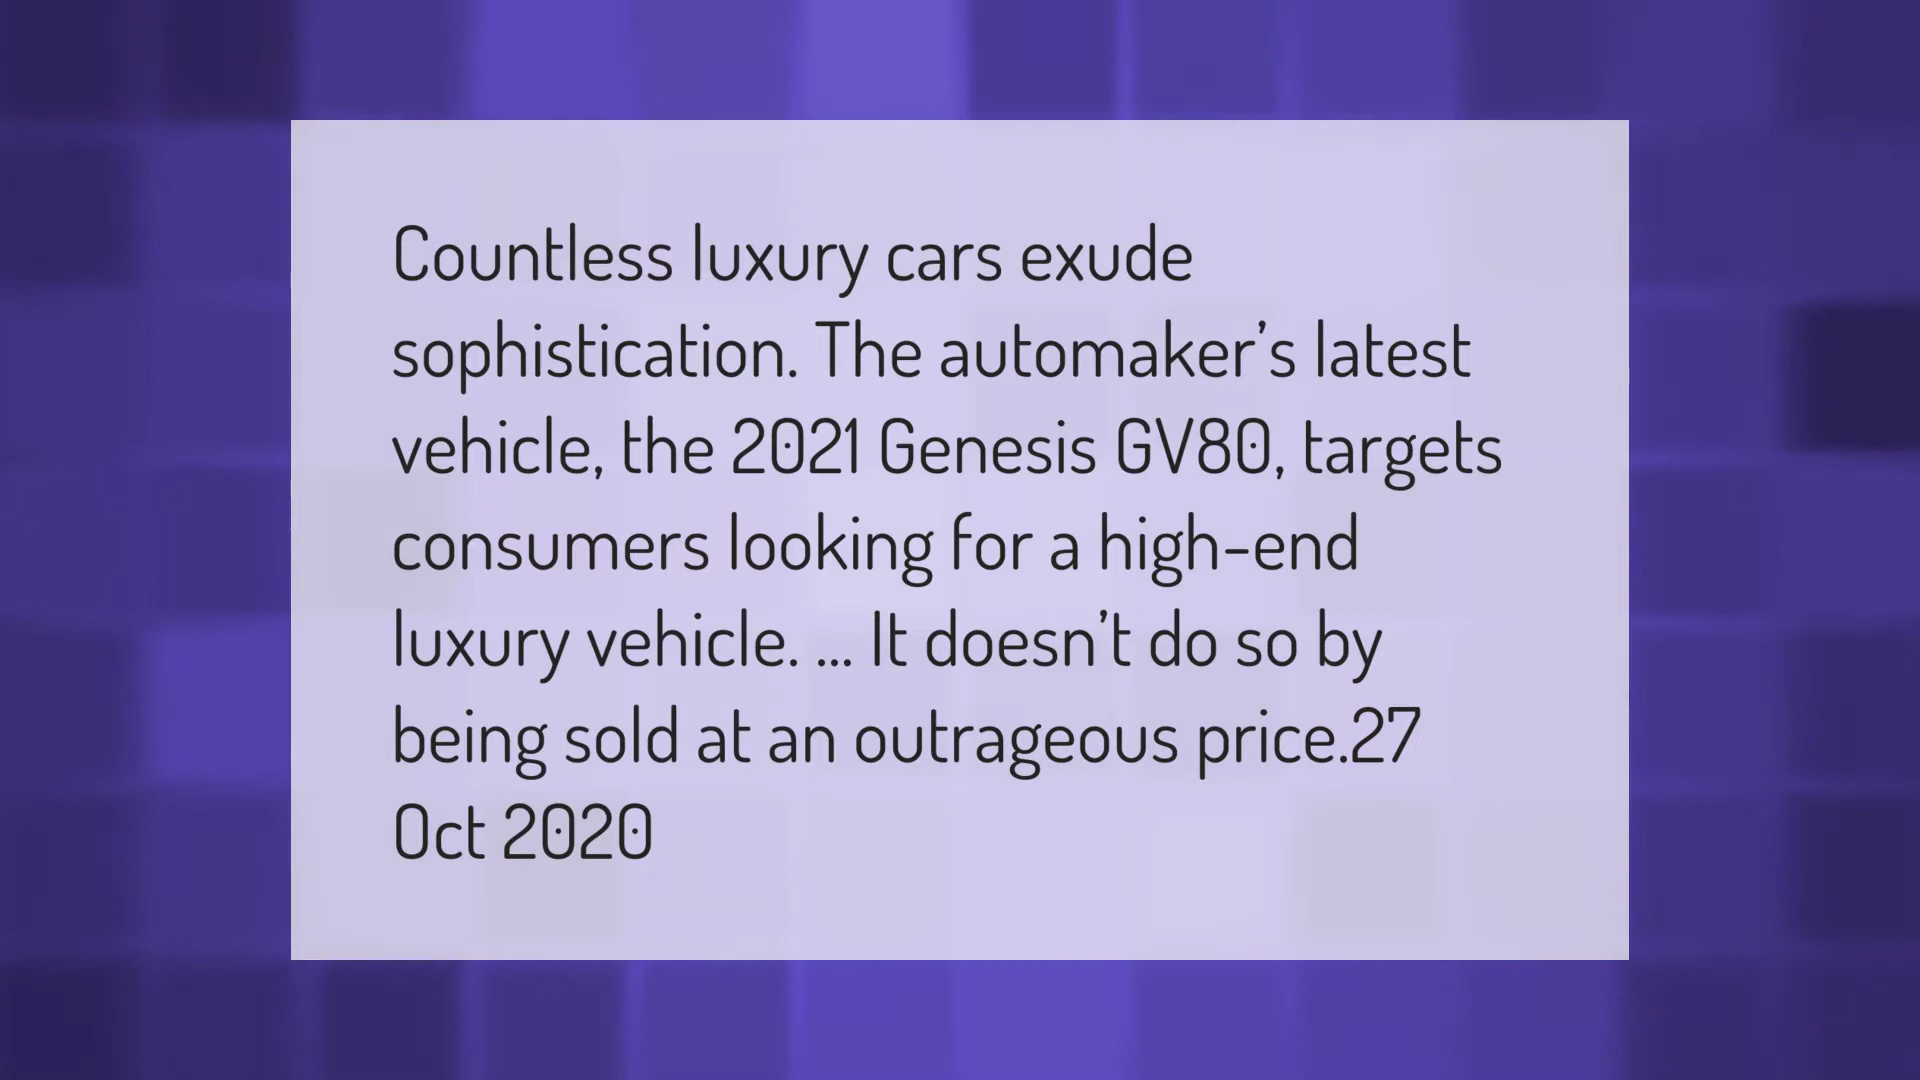 Countless luxury cars exude
sophistication. The automaker’s latest
vehicle, the 2021 Genesis GV80, targets
consumers looking for a high-end
luxury vehicle. ... It doesn’t do so by
being sold at an outrageous price.27
Oct 2020